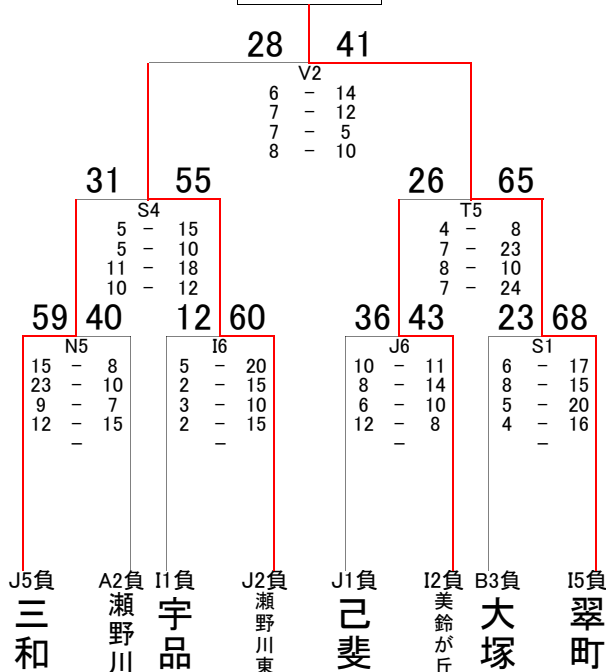 28 41
V2
6 - 14
7 - 12
7 - 5
8 - 10
31 55
S4
5 - 15
5 - 10
11 - 18
10 - 12
26 65
T5
4 - 8
7 - 23
8 - 10
7 - 24
59 40
N5
15 - 8
23 - 10
9 - 7
12 - 15
-
12 60
I6
5 - 20
2 - 15
3 - 10
2 - 15
-
36 43
J6
10 - 11
8 - 14
6 - 10
12 - 8
-
23 68
S1
6 - 17
8 - 15
5 - 20
4 - 16
-
J5負
三和
A2負
瀬野川
I1負
宇品
J2負
瀬野川東
J1負
己斐
I2負
美鈴が丘
B3負
大塚
I5負
翠町